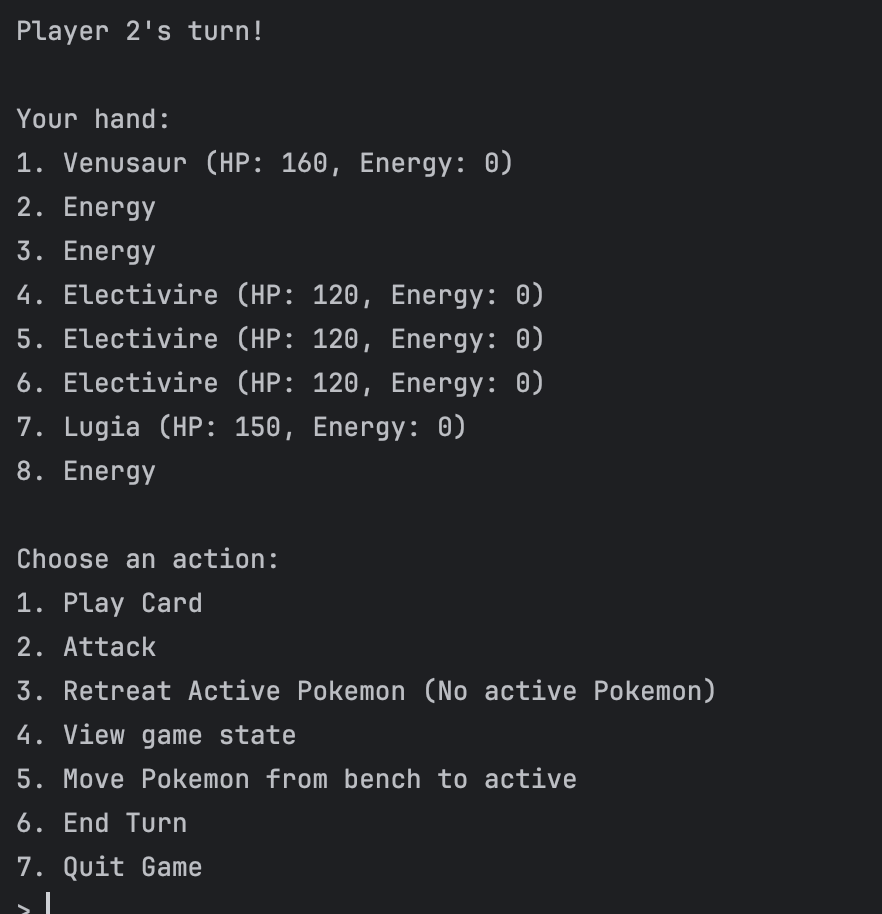 Player 2's turn!
Your hand:
1. Venusaur (HP: 160, Energy: 0)
2. Energy
3. Energy
4. Electivire (HP: 120, Energy: 0)
5. Electivire (HP: 120, Energy: 0)
6. Electivire (HP: 120, Energy: 0)
7. Lugia (HP: 150, Energy: 0)
8. Energy
Choose an action:
1. Play Card
2. Attack
3. Retreat Active Pokemon (No active Pokemon)
4. View game state
5. Move Pokemon from bench to active
6. End Turn
7. Quit Game
>